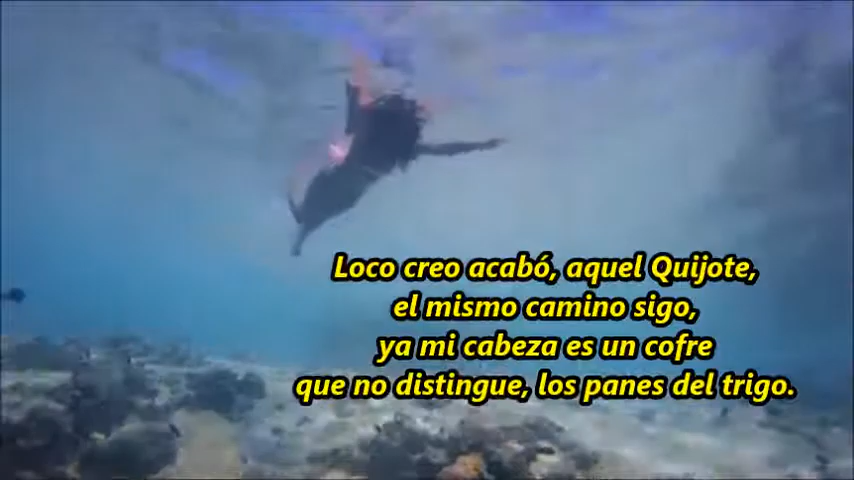 Loco creo acabó, aquel Quijote,
el mismo camino sigo,
ya mi cabeza es un cofre
que no distingue, los panes del trigo.